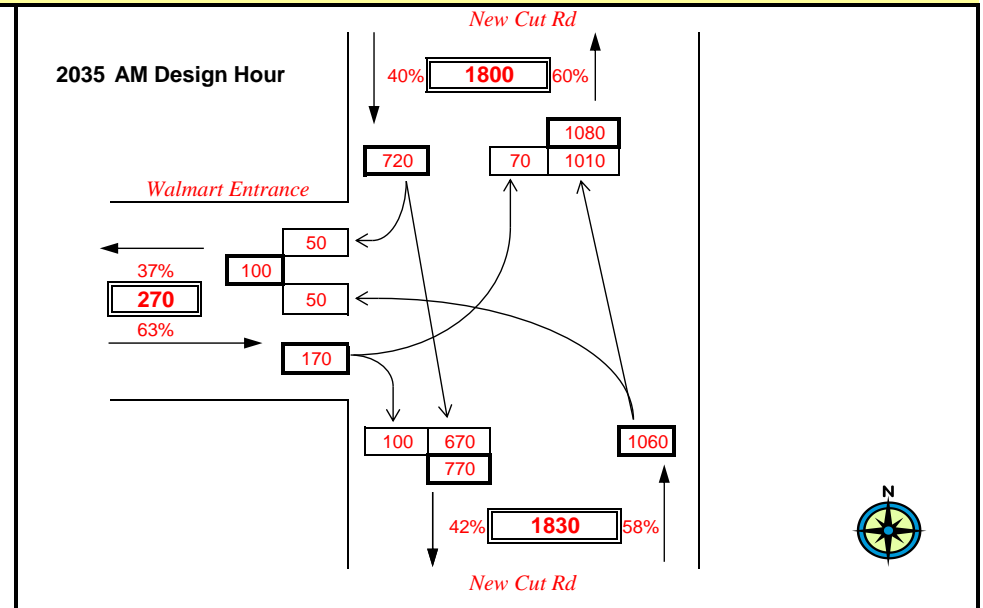 New Cut Rd
2035 AM Design Hour
40% 1800 60%
1080
720 70 1010
Walmart Entrance
50
37% 100
270 50
63%
170
100 670 1060
770
N
42% 1830 58%
New Cut Rd